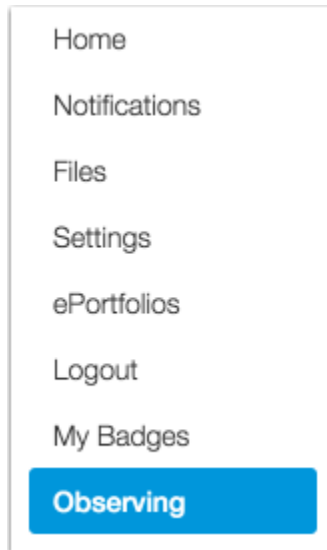 Home
Notifications
Files
Settings
ePortfolios
Logout
My Badges
Observing